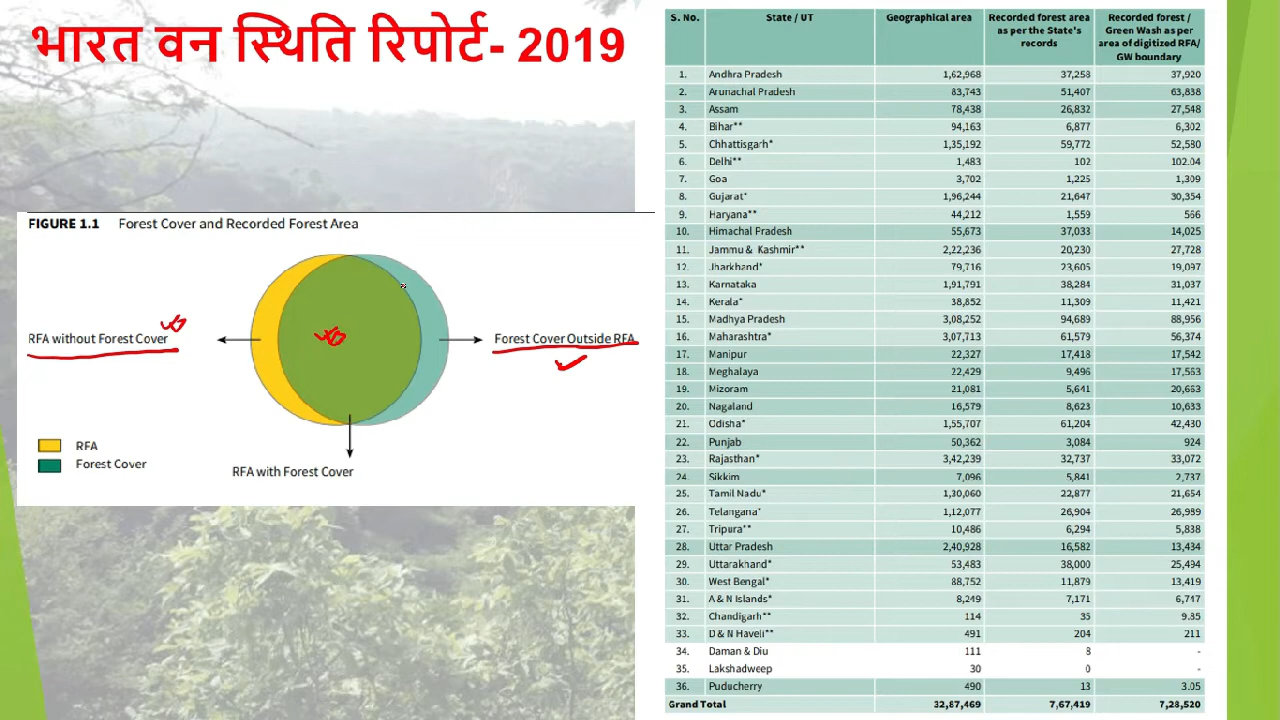 भारत वन स्थिति रिपोर्ट- 2019
FIGURE 1.1 Forest Cover and Recorded Forest Area
RFA without Forest Cover
Forest Cover Outside RFA
RFA
Forest Cover
RFA with Forest Cover
S. No. State / UT Geographical area Recorded forest area as per the State's records Recorded forest / Green Wash as per area of digitized RFA/ GW boundary
1. Andhra Pradesh 1,62,968 37,258 37,920
2. Arunachal Pradesh 83,743 51,407 63,838
3. Assam 78,438 26,832 27,548
4. Bihar** 94,163 6,877 6,302
5. Chhattisgarh* 1,35,192 59,772 52,580
6. Delhi** 1,483 102 102.04
7. Goa 3,702 1,225 1,309
8. Gujarat* 1,96,244 21,647 30,354
9. Haryana** 44,212 1,559 566
10. Himachal Pradesh 55,673 37,033 14,025
11. Jammu & Kashmir** 2,22,236 20,230 27,728
12. Jharkhand* 79,716 23,605 19,097
13. Karnataka 1,91,791 38,284 31,037
14. Kerala* 38,852 11,309 11,421
15. Madhya Pradesh 3,08,252 94,689 88,956
16. Maharashtra* 3,07,713 61,579 56,374
17. Manipur 22,327 17,418 17,542
18. Meghalaya 22,429 9,496 17,563
19. Mizoram 21,081 5,641 20,663
20. Nagaland 16,579 8,623 10,633
21. Odisha* 1,55,707 61,204 42,430
22. Punjab 50,362 3,084 924
23. Rajasthan* 3,42,239 32,737 33,072
24. Sikkim 7,096 5,841 2,737
25. Tamil Nadu* 1,30,060 22,877 21,654
26. Telangana* 1,12,077 26,904 26,989
27. Tripura** 10,486 6,294 5,838
28. Uttar Pradesh 2,40,928 16,582 13,434
29. Uttarakhand* 53,483 38,000 25,494
30. West Bengal* 88,752 11,879 13,419
31. A & N Islands* 8,249 7,171 6,747
32. Chandigarh** 114 35 9.85
33. D & N Haveli** 491 204 211
34. Daman & Diu 111 8 -
35. Lakshadweep 30 0 -
36. Puducherry 490 13 3.05
Grand Total 32,87,469 7,67,419 7,28,520